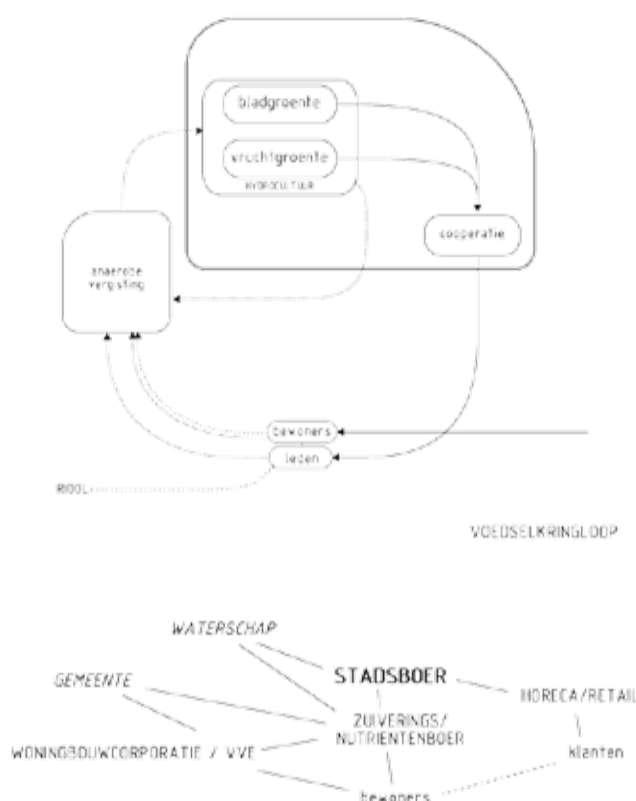 bladgroente
vruchtgroente
HYDROCULTUUR
cooperatie
anaerobe
vergisting
bewoners
leden
RIOOL
VOEDSELKRINGLOOP
WATERSCHAP
STADSBOER
GEMEENTE
HORECA/RETAIL
ZUIVERINGS/
NUTRIENTENBOER
WONINGBOUWCORPORATIE / VVE
klanten
bewoners